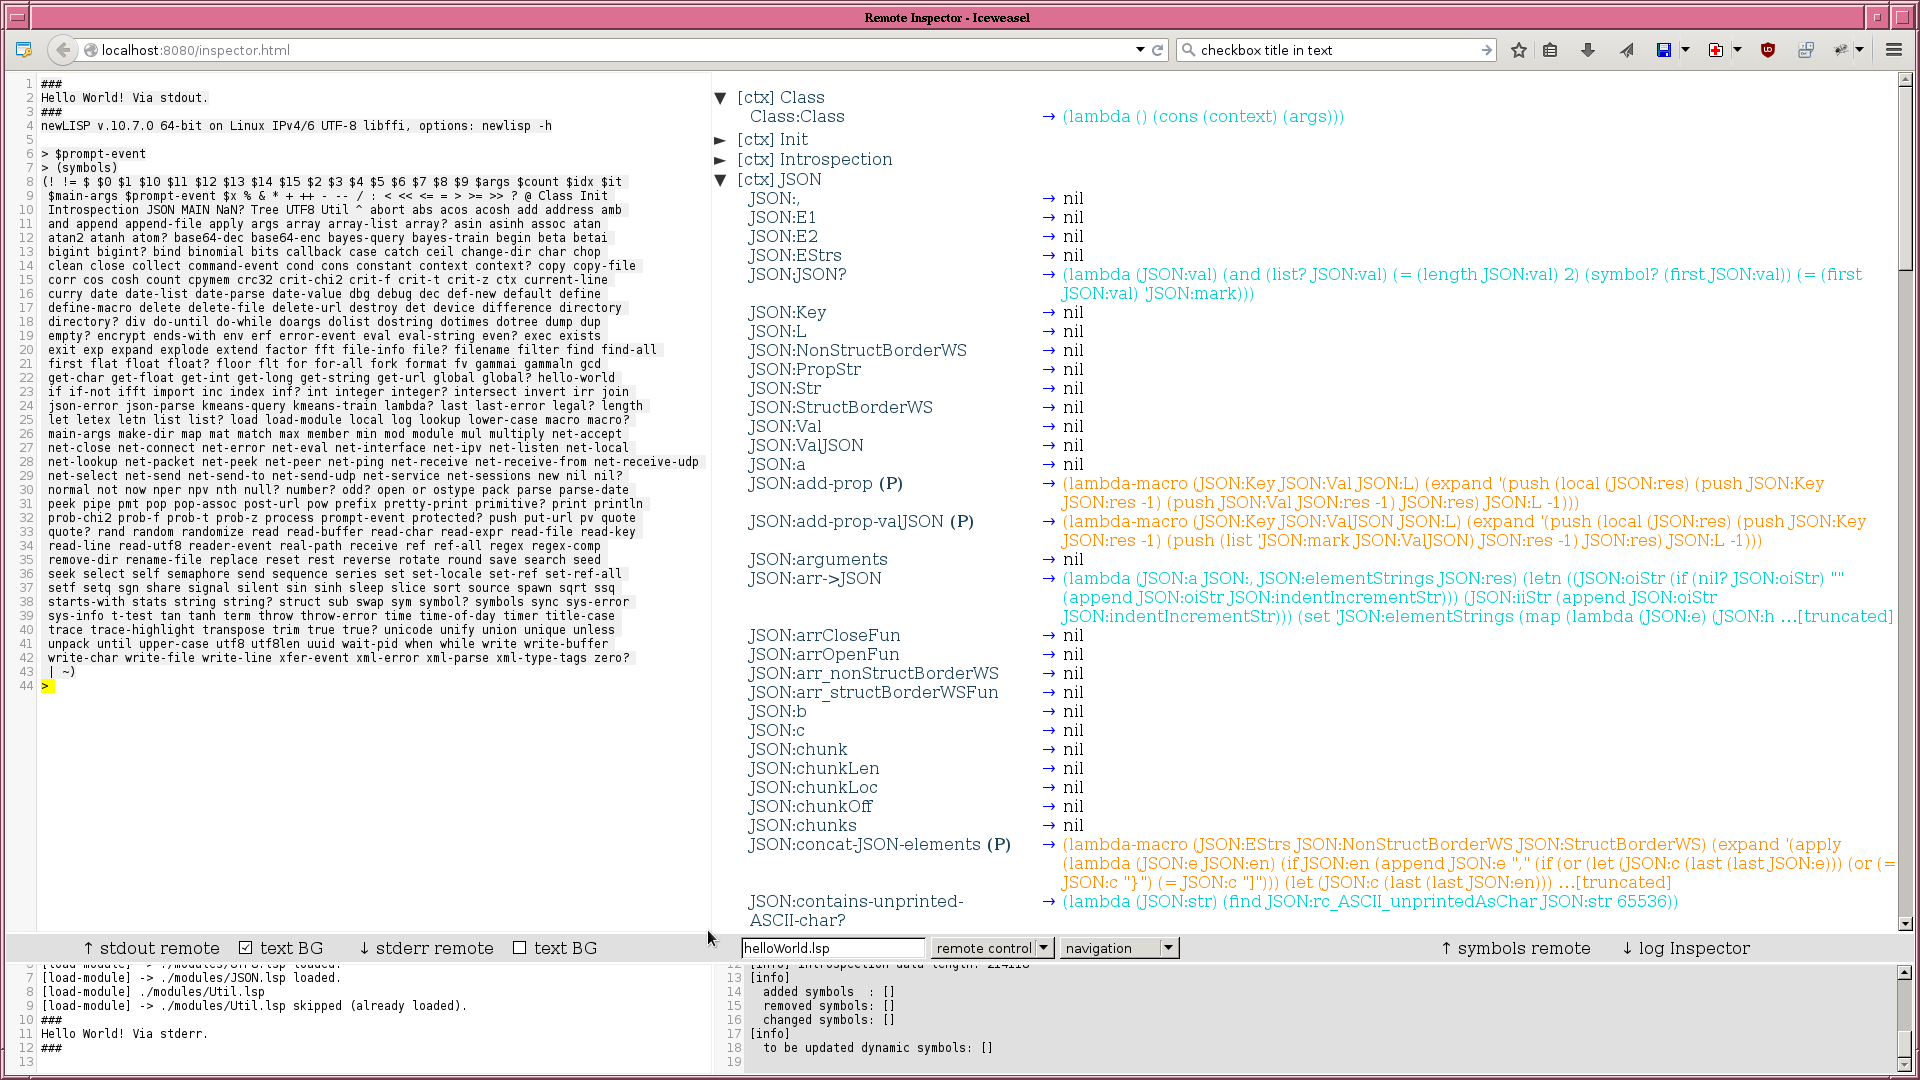 Remote Inspector - Iceweasel
localhost:8080/inspector.html
checkbox title in text
1 ###
2 Hello World! Via stdout.
3 ###
4 newLISP v.10.7.0 64-bit on Linux IPv4/6 UTF-8 libffi, options: newlisp -h
5
6 > $prompt-event
7 > (symbols)
8 (! != $ $0 $1 $10 $11 $12 $13 $14 $15 $2 $3 $4 $5 $6 $7 $8 $9 $args $count $idx $it
9 $main-args $prompt-event $x % & * + ++ - -- / : < << <= = > >= >> ? @ Class Init
10 Introspection JSON MAIN NaN? Tree UTF8 Util ^ abort abs acos acosh add address amb
11 and append append-file apply args array array-list array? asin asinh assoc atan
12 atan2 atanh atom? base64-dec base64-enc bayes-query bayes-train begin beta betai
13 bigint bigint? bind binomial bits callback case catch ceil change-dir char chop
14 clean close collect command-event cond cons constant context context? copy copy-file
15 corr cos cosh count cpymem crc32 crit-chi2 crit-f crit-t crit-z ctx current-line
16 curry date date-list date-parse date-value dbg debug dec def-new default define
17 define-macro delete delete-file delete-url destroy det device difference directory
18 directory? div do-until do-while doargs dolist dostring dotimes dotree dump dup
19 empty? encrypt ends-with env erf error-event eval eval-string even? exec exists
20 exit exp expand explode extend factor fft file-info file? filename filter find find-all
21 first flat float float? floor flt for for-all fork format fv gammai gammaln gcd
22 get-char get-float get-int get-long get-string get-url global global? hello-world
23 if if-not ifft import inc index inf? int integer integer? intersect invert irr join
24 json-error json-parse kmeans-query kmeans-train lambda? last last-error legal? length
25 let letex letn list list? load load-module local log lookup lower-case macro macro?
26 main-args make-dir map mat match max member min mod module mul multiply net-accept
27 net-close net-connect net-error net-eval net-interface net-ipv net-listen net-local
28 net-lookup net-packet net-peek net-peer net-ping net-receive net-receive-from net-receive-udp
29 net-select net-send net-send-to net-send-udp net-service net-sessions new nil nil?
30 normal not now nper npv nth null? number? odd? open or ostype pack parse parse-date
31 peek pipe pmt pop pop-assoc post-url pow prefix pretty-print primitive? print println
32 prob-chi2 prob-f prob-t prob-z process prompt-event protected? push put-url pv quote
33 quote? rand random randomize read read-buffer read-char read-expr read-file read-key
34 read-line read-utf8 reader-event real-path receive ref ref-all regex regex-comp
35 remove-dir rename-file replace reset rest reverse rotate round save search seed
36 seek select self semaphore send sequence series set set-locale set-ref set-ref-all
37 setf setq sgn share signal silent sin sinh sleep slice sort source spawn sqrt ssq
38 starts-with stats string string? struct sub swap sym symbol? symbols sync sys-error
39 sys-info t-test tan tanh term throw throw-error time time-of-day timer title-case
40 trace trace-highlight transpose trim true true? unicode unify union unique unless
41 unpack until upper-case utf8 utf8len uuid wait-pid when while write write-buffer
42 write-char write-file write-line xfer-event xml-error xml-parse xml-type-tags zero?
43 | ~)
44 >
▼ [ctx] Class
Class:Class → (lambda () (cons (context) (args)))
► [ctx] Init
► [ctx] Introspection
▼ [ctx] JSON
JSON:, → nil
JSON:E1 → nil
JSON:E2 → nil
JSON:EStrs → nil
JSON:JSON? → (lambda (JSON:val) (and (list? JSON:val) (= (length JSON:val) 2) (symbol? (first JSON:val)) (= (first
JSON:val) 'JSON:mark)))
JSON:Key → nil
JSON:L → nil
JSON:NonStructBorderWS → nil
JSON:PropStr → nil
JSON:Str → nil
JSON:StructBorderWS → nil
JSON:Val → nil
JSON:ValJSON → nil
JSON:a → nil
JSON:add-prop (P) → (lambda-macro (JSON:Key JSON:Val JSON:L) (expand '(push (local (JSON:res) (push JSON:Key
JSON:res -1) (push JSON:Val JSON:res -1) JSON:res) JSON:L -1)))
JSON:add-prop-valJSON (P) → (lambda-macro (JSON:Key JSON:ValJSON JSON:L) (expand '(push (local (JSON:res) (push JSON:Key
JSON:res -1) (push (list 'JSON:mark JSON:ValJSON) JSON:res -1) JSON:res) JSON:L -1)))
JSON:arguments → nil
JSON:arr->JSON → (lambda (JSON:a JSON:, JSON:elementStrings JSON:res) (letn ((JSON:oiStr (if (nil? JSON:oiStr) ""
(append JSON:oiStr JSON:indentIncrementStr))) (JSON:iiStr (append JSON:oiStr
JSON:indentIncrementStr))) (set 'JSON:elementStrings (map (lambda (JSON:e) (JSON:h ...[truncated]
JSON:arrCloseFun → nil
JSON:arrOpenFun → nil
JSON:arr_nonStructBorderWS → nil
JSON:arr_structBorderWSFun → nil
JSON:b → nil
JSON:c → nil
JSON:chunk → nil
JSON:chunkLen → nil
JSON:chunkLoc → nil
JSON:chunkOff → nil
JSON:chunks → nil
JSON:concat-JSON-elements (P) → (lambda-macro (JSON:EStrs JSON:NonStructBorderWS JSON:StructBorderWS) (expand '(apply
(lambda (JSON:e JSON:en) (if JSON:en (append JSON:e "," (if (or (let (JSON:c (last (last JSON:e))) (or (=
JSON:c "}") (= JSON:c "]"))) (let (JSON:c (last (last JSON:en))) ...[truncated]
JSON:contains-unprinted- → (lambda (JSON:str) (find JSON:rc_ASCII_unprintedAsChar JSON:str 65536))
ASCII-char?
↑ stdout remote text BG ↓ stderr remote text BG helloWorld.lsp remote control navigation ↑ symbols remote ↓ log Inspector
6 [load-module] -> ./modules/UTF8.lsp loaded.
7 [load-module] -> ./modules/JSON.lsp loaded.
8 [load-module] ./modules/Util.lsp
9 [load-module] -> ./modules/Util.lsp skipped (already loaded).
10 ###
11 Hello World! Via stderr.
12 ###
13
12 [info] introspection data length: 214118
13 [info]
14 added symbols : []
15 removed symbols: []
16 changed symbols: []
17 [info]
18 to be updated dynamic symbols: []
19